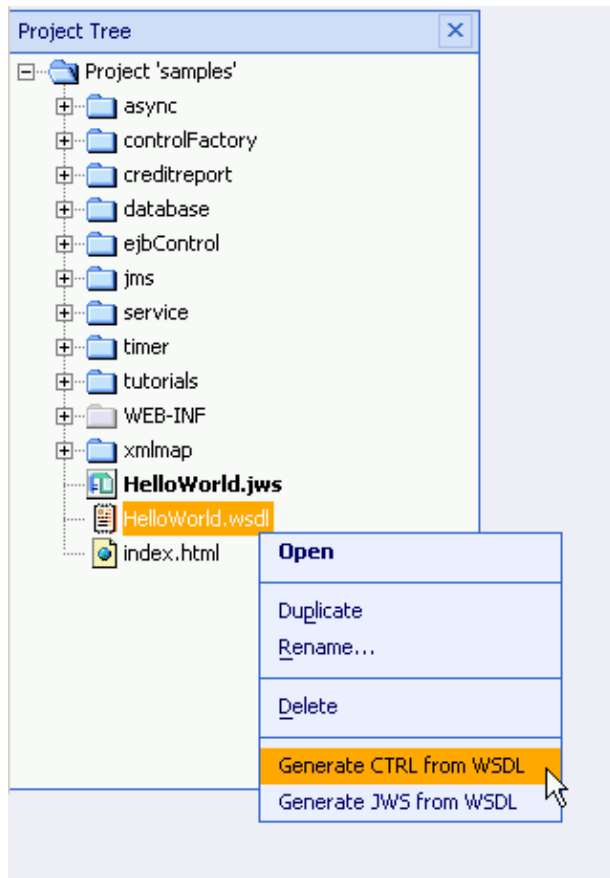 Project Tree
Project 'samples'
async
controlFactory
creditreport
database
ejbControl
jms
service
timer
tutorials
WEB-INF
xmlmap
HelloWorld.jws
HelloWorld.wsdl
index.html
Open
Duplicate
Rename...
Delete
Generate CTRL from WSDL
Generate JWS from WSDL